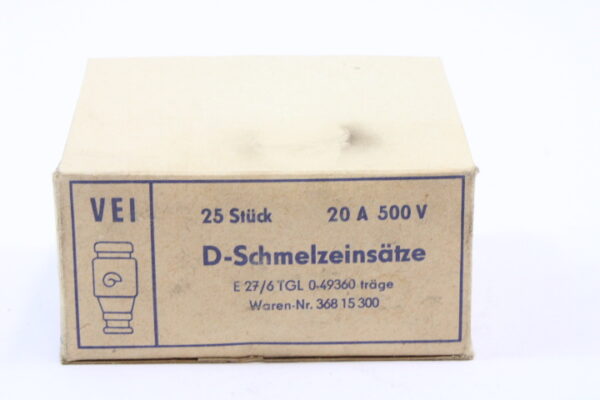 VEI
25 Stück 20 A 500 V
D-Schmelzeinsätze
E 27/6 TGL 0-49360 träge
Waren-Nr. 368 15 300